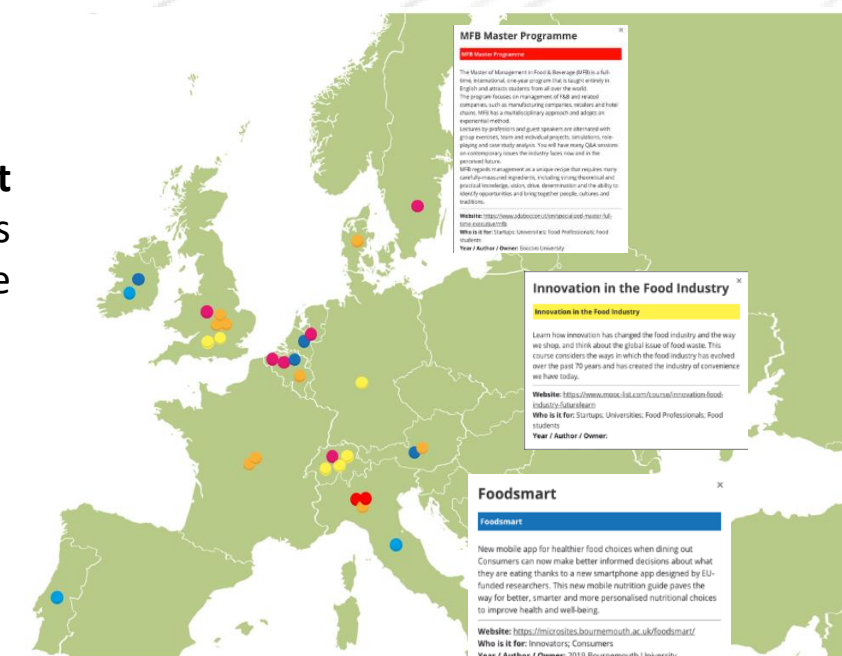 t
s
e
MFB Master Programme
×
MFB Master Programme
The Master of Management in Food & Beverage (MFB) is a full-
time, international, one-year program that is taught entirely in
English and attracts students from all over the world.
The program focuses on management of F&B and related
companies, such as manufacturing companies, retailers and hotel
chains. MFB has a multidisciplinary approach and adopts an
experiential method.
Lectures by professors and guest speakers are alternated with
group exercises, team and individual projects, simulations, role-
playing and case study analysis. You will have many Q&A sessions
on contemporary issues the industry faces now and in the
perceived future.
MFB regards management as a unique recipe that requires many
carefully-measured ingredients, including strong theoretical and
practical knowledge, vision, drive, determination and the ability to
identify opportunities and bring together people, cultures and
traditions.
Website: https://www.sdabocconi.it/en/specialized-master-full-
time-executive/mfb
Who is it for: Startups; Universities; Food Professionals; Food
students
Year / Author / Owner: Bocconi University
Innovation in the Food Industry
×
Innovation in the Food Industry
Learn how innovation has changed the food industry and the way
we shop, and think about the global issue of food waste. This
course considers the ways in which the food industry has evolved
over the past 70 years and has created the industry of convenience
we have today.
Website: https://www.mooc-list.com/course/innovation-food-
industry-futurelearn
Who is it for: Startups; Universities; Food Professionals; Food
students
Year / Author / Owner:
Foodsmart
×
Foodsmart
New mobile app for healthier food choices when dining out
Consumers can now make better informed decisions about what
they are eating thanks to a new smartphone app designed by EU-
funded researchers. This new mobile nutrition guide paves the
way for better, smarter and more personalised nutritional choices
to improve health and well-being.
Website: https://microsites.bournemouth.ac.uk/foodsmart/
Who is it for: Innovators; Consumers
Year / Author / Owner: 2019 Bournemouth University